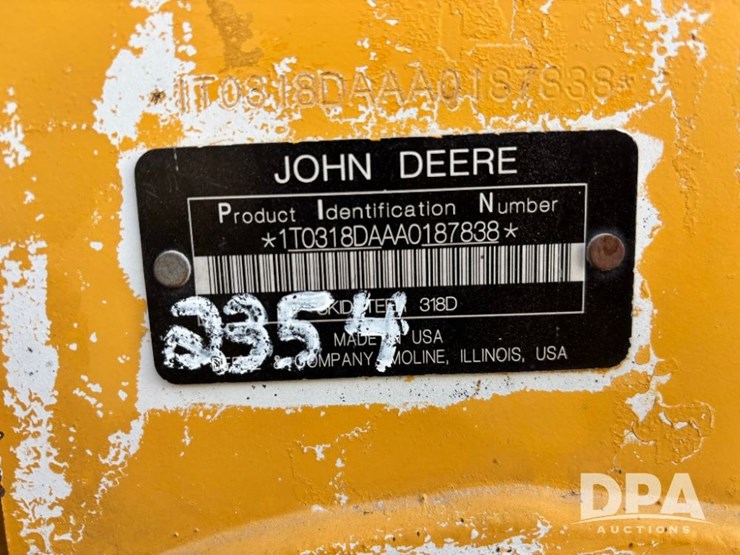 *1T0318DAAA0187838*
JOHN DEERE
Product Identification Number
*1T0318DAAA0187838*
318D
2354
MADE IN USA
& COMPANY MOLINE, ILLINOIS, USA
DPA
AUCTIONS